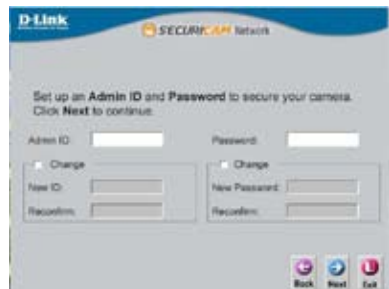 D-Link
SECURICAM Network
Set up an Admin ID and Password to secure your camera.
Click Next to continue.
Admin ID: Password:
Change Change
New ID: New Password:
Reconfirm: Reconfirm:
Back Next Exit